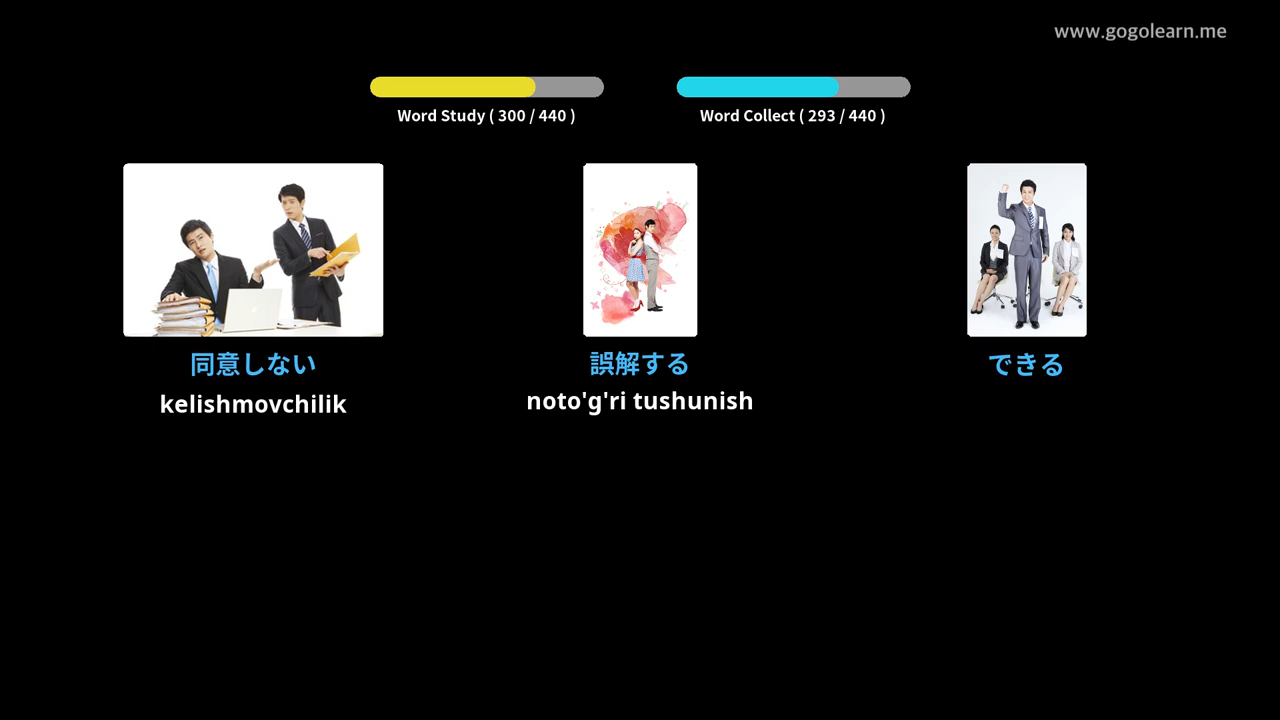 www.gogolearn.me
Word Study ( 300 / 440 )
Word Collect ( 293 / 440 )
同意しない
誤解する
できる
kelishmovchilik
noto'g'ri tushunish